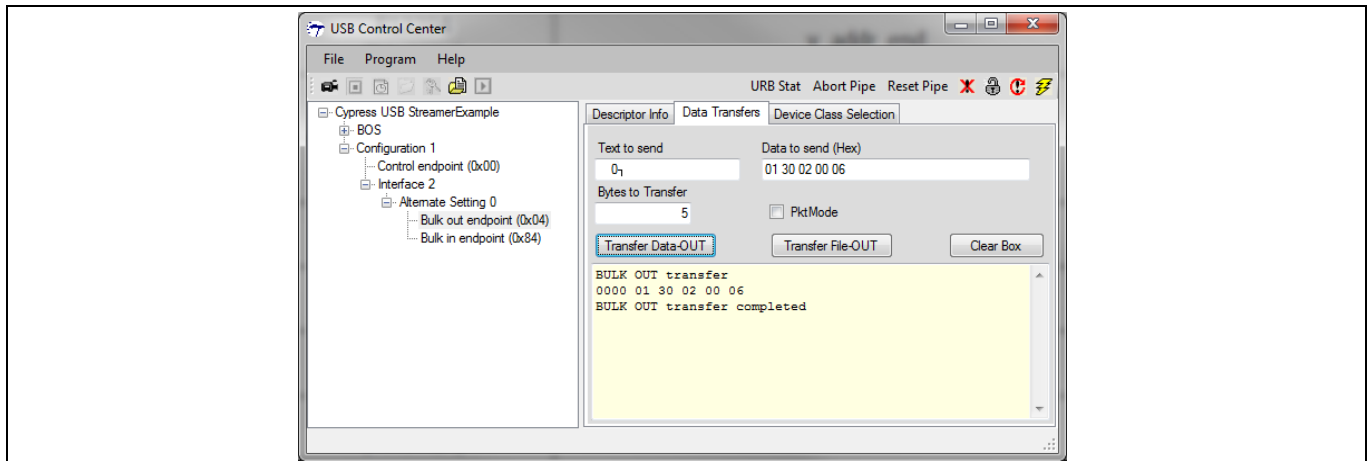 USB Control Center
File Program Help
URB Stat Abort Pipe Reset Pipe
Cypress USB StreamerExample
BOS
Configuration 1
Control endpoint (0x00)
Interface 2
Alternate Setting 0
Bulk out endpoint (0x04)
Bulk in endpoint (0x84)
Descriptor Info Data Transfers Device Class Selection
Text to send Data to send (Hex)
0┐ 01 30 02 00 06
Bytes to Transfer
5 PktMode
Transfer Data-OUT Transfer File-OUT Clear Box
BULK OUT transfer
0000 01 30 02 00 06
BULK OUT transfer completed